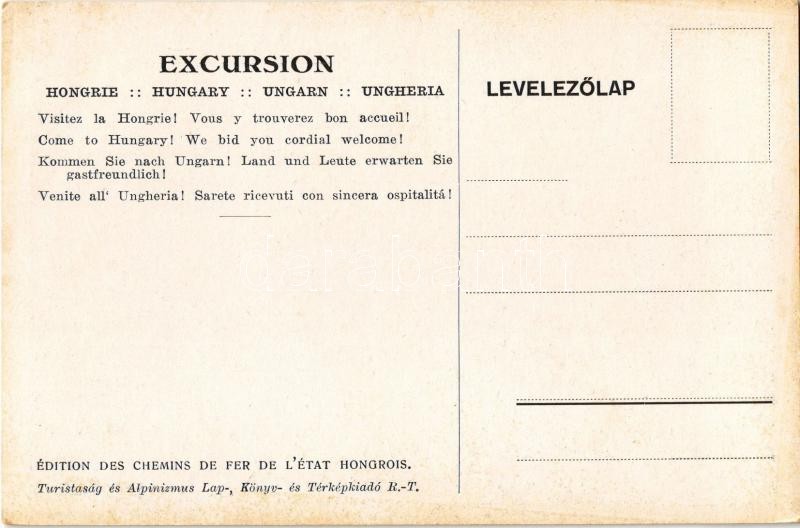 EXCURSION
HONGRIE :: HUNGARY :: UNGARN :: UNGHERIA
Visitez la Hongrie! Vous y trouverez bon accueil!
Come to Hungary! We bid you cordial welcome!
Kommen Sie nach Ungarn! Land und Leute erwarten Sie
gastfreundlich!
Venite all' Ungheria! Sarete ricevuti con sincera ospitalitá!
ÉDITION DES CHEMINS DE FER DE L'ÉTAT HONGROIS.
Turistaság és Alpinizmus Lap-, Könyv- és Térképkiadó R.-T.
LEVELEZŐLAP
darabanth